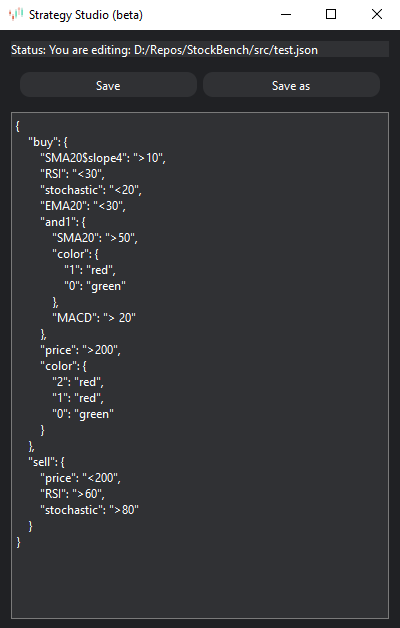 Strategy Studio (beta)
Status: You are editing: D:/Repos/StockBench/src/test.json
Save Save as
{
    "buy": {
        "SMA20$slope4": ">10",
        "RSI": "<30",
        "stochastic": "<20",
        "EMA20": "<30",
        "and1": {
            "SMA20": ">50",
            "color": {
                "1": "red",
                "0": "green"
            },
            "MACD": "> 20"
        },
        "price": ">200",
        "color": {
            "2": "red",
            "1": "red",
            "0": "green"
        }
    },
    "sell": {
        "price": "<200",
        "RSI": ">60",
        "stochastic": ">80"
    }
}